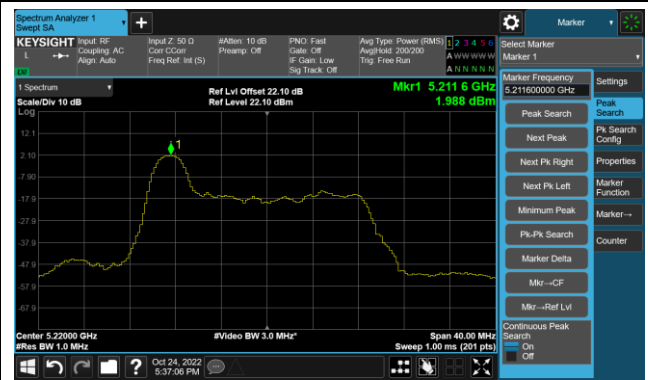 Spectrum Analyzer 1
Swept SA
Marker
KEYSIGHT
L
LW
Input: RF
Coupling: AC
Align: Auto
Input Z: 50 Ω
Corr CCorr
Freq Ref: Int (S)
#Atten: 10 dB
Preamp: Off
PNO: Fast
Gate: Off
IF Gain: Low
Sig Track: Off
Avg Type: Power (RMS)
Avg|Hold: 200/200
Trig: Free Run
1 2 3 4 5 6
A W W W W W
A N N N N N
Select Marker
Marker 1
1 Spectrum
Scale/Div 10 dB
Log
Ref Lvl Offset 22.10 dB
Ref Level 22.10 dBm
Mkr1 5.211 6 GHz
1.988 dBm
12.1
2.10
-7.90
-17.9
-27.9
-37.9
-47.9
-57.9
-67.9
1
Center 5.22000 GHz
#Res BW 1.0 MHz
#Video BW 3.0 MHz*
Span 40.00 MHz
Sweep 1.00 ms (201 pts)
Marker Frequency
5.211600000 GHz
Peak Search
Next Peak
Next Pk Right
Next Pk Left
Minimum Peak
Pk-Pk Search
Marker Delta
Mkr→CF
Mkr→Ref Lvl
Continuous Peak
Search
On
Off
Settings
Peak
Search
Pk Search
Config
Properties
Marker
Function
Marker→
Counter
?
Oct 24, 2022
5:37:06 PM